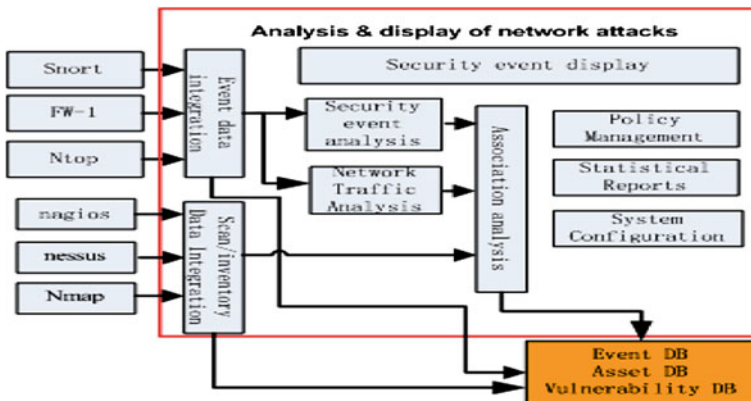 Analysis & display of network attacks
Snort
FW-1
Ntop
nagios
nessus
Nmap
Event data
integration
Scan/inventory
Data Integration
Security event display
Security
event
analysis
Network
Traffic
Analysis
Association analysis
Policy
Management
Statistical
Reports
System
Configuration
Event DB
Asset DB
Vulnerability DB